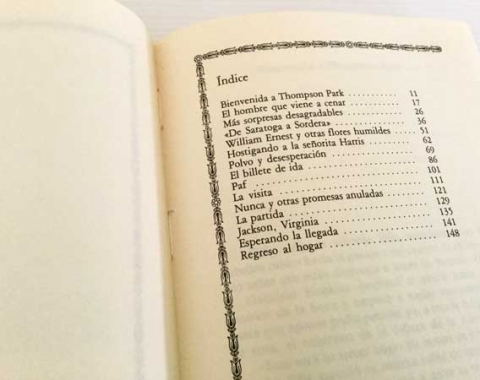 Índice
Bienvenida a Thompson Park . . . . . . . . . . 11
El hombre que viene a cenar . . . . . . . . . . 17
Más sorpresas desagradables . . . . . . . . . . 26
«De Saratoga a Sordera» . . . . . . . . . . . . 36
William Ernest y otras flores humildes . . . . . 51
Hostigando a la señorita Harris . . . . . . . . . 62
Polvo y desesperación . . . . . . . . . . . . . . 69
El billete de ida . . . . . . . . . . . . . . . . . 86
Paf . . . . . . . . . . . . . . . . . . . . . . . 101
La visita . . . . . . . . . . . . . . . . . . . . 111
Nunca y otras promesas anuladas . . . . . . . . 121
La partida . . . . . . . . . . . . . . . . . . . 129
Jackson, Virginia . . . . . . . . . . . . . . . . 135
Esperando la llegada . . . . . . . . . . . . . . 141
Regreso al hogar . . . . . . . . . . . . . . . . 148